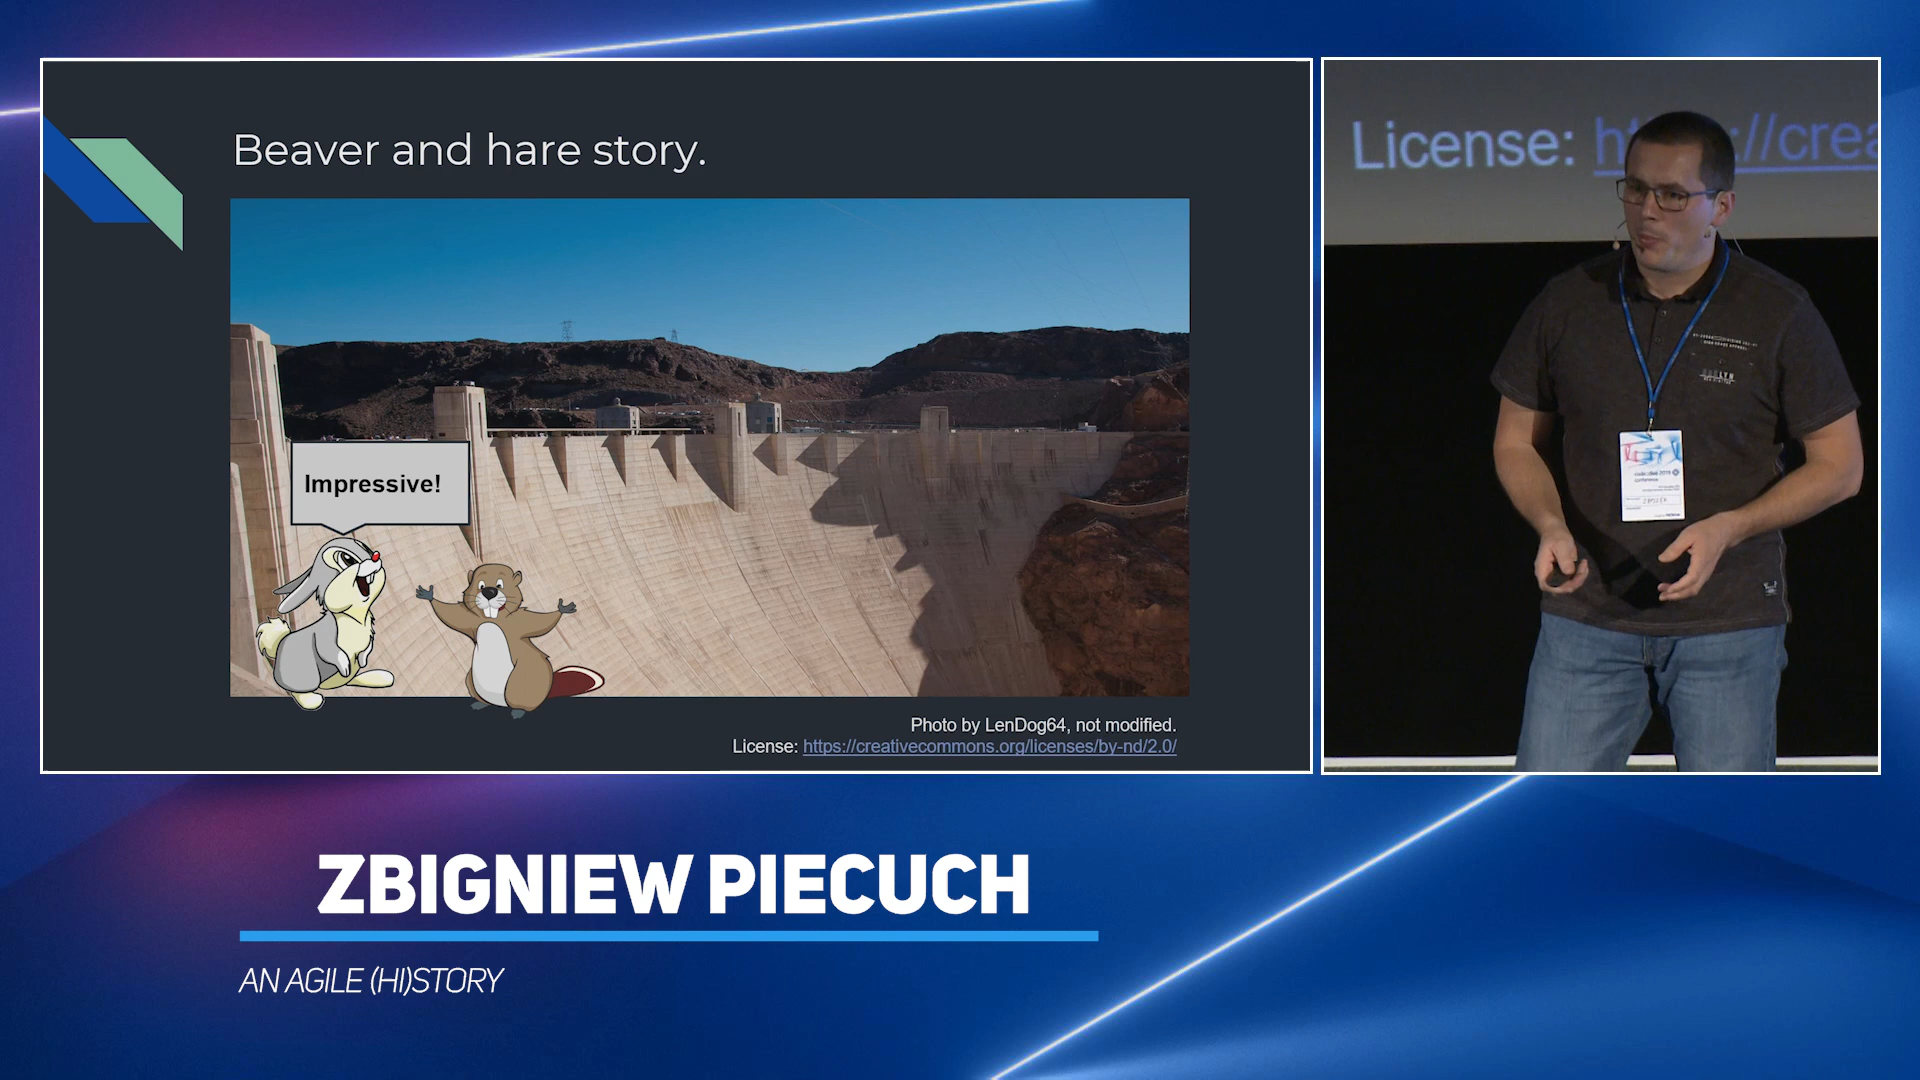 Beaver and hare story.
Impressive!
Photo by LenDog64, not modified.
License: https://creativecommons.org/licenses/by-nd/2.0/
License: ://crea
ZBIGNIEW PIECUCH
AN AGILE (HI)STORY